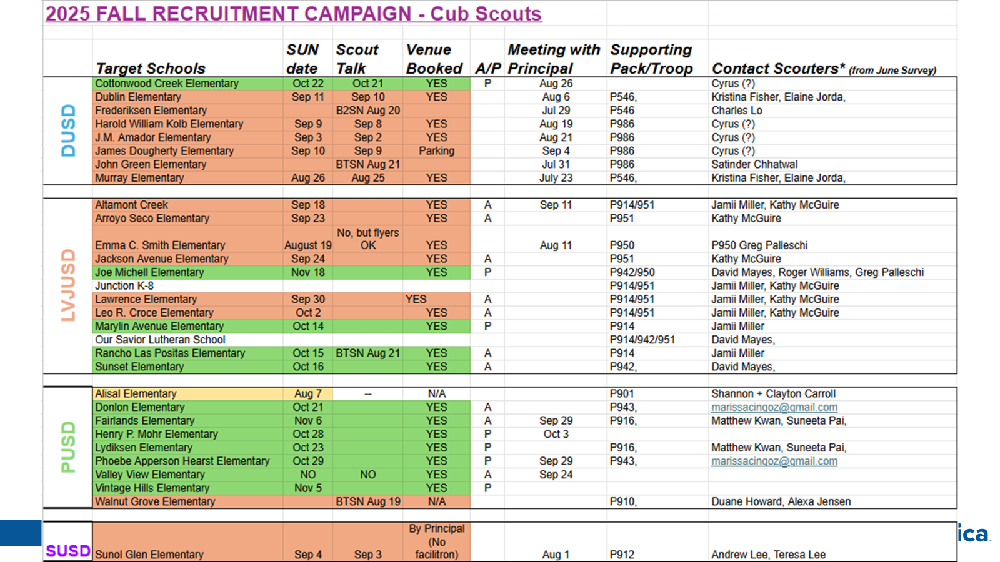 2025 FALL RECRUITMENT CAMPAIGN - Cub Scouts
Target Schools SUN date Scout Talk Venue Booked A/P Meeting with Principal Supporting Pack/Troop Contact Scouters* (from June Survey)
DUSD
Cottonwood Creek Elementary Oct 22 Oct 21 YES P Aug 26 Cyrus (?)
Dublin Elementary Sep 11 Sep 10 YES Aug 6 P546, Kristina Fisher, Elaine Jorda,
Frederiksen Elementary B2SN Aug 20 Jul 29 P546 Charles Lo
Harold William Kolb Elementary Sep 9 Sep 8 YES Aug 19 P986 Cyrus (?)
J.M. Amador Elementary Sep 3 Sep 2 YES Aug 21 P986 Cyrus (?)
James Dougherty Elementary Sep 10 Sep 9 Parking Sep 4 P986 Cyrus (?)
John Green Elementary BTSN Aug 21 Jul 31 P986 Satinder Chhatwal
Murray Elementary Aug 26 Aug 25 YES July 23 P546, Kristina Fisher, Elaine Jorda,
LVJUSD
Altamont Creek Sep 18 YES A Sep 11 P914/951 Jamii Miller, Kathy McGuire
Arroyo Seco Elementary Sep 23 YES A P951 Kathy McGuire
Emma C. Smith Elementary August 19 No, but flyers OK YES Aug 11 P950 P950 Greg Palleschi
Jackson Avenue Elementary Sep 24 YES A P951 Kathy McGuire
Joe Michell Elementary Nov 18 YES P P942/950 David Mayes, Roger Williams, Greg Palleschi
Junction K-8 P914/951 Jamii Miller, Kathy McGuire
Lawrence Elementary Sep 30 YES A P914/951 Jamii Miller, Kathy McGuire
Leo R. Croce Elementary Oct 2 YES A P914/951 Jamii Miller, Kathy McGuire
Marylin Avenue Elementary Oct 14 YES P P914 Jamii Miller
Our Savior Lutheran School P914/942/951 David Mayes,
Rancho Las Positas Elementary Oct 15 BTSN Aug 21 YES A P914 Jamii Miller
Sunset Elementary Oct 16 YES A P942, David Mayes,
PUSD
Alisal Elementary Aug 7 -- N/A P901 Shannon + Clayton Carroll
Donlon Elementary Oct 21 YES A P943, marissacingoz@gmail.com
Fairlands Elementary Nov 6 YES A Sep 29 P916, Matthew Kwan, Suneeta Pai,
Henry P. Mohr Elementary Oct 28 YES P Oct 3
Lydiksen Elementary Oct 23 YES P P916, Matthew Kwan, Suneeta Pai,
Phoebe Apperson Hearst Elementary Oct 29 YES P Sep 29 P943, marissacingoz@gmail.com
Valley View Elementary NO NO YES A Sep 24
Vintage Hills Elementary Nov 5 YES P
Walnut Grove Elementary BTSN Aug 19 N/A P910, Duane Howard, Alexa Jensen
SUSD
Sunol Glen Elementary Sep 4 Sep 3 By Principal (No facilitron) Aug 1 P912 Andrew Lee, Teresa Lee
ica